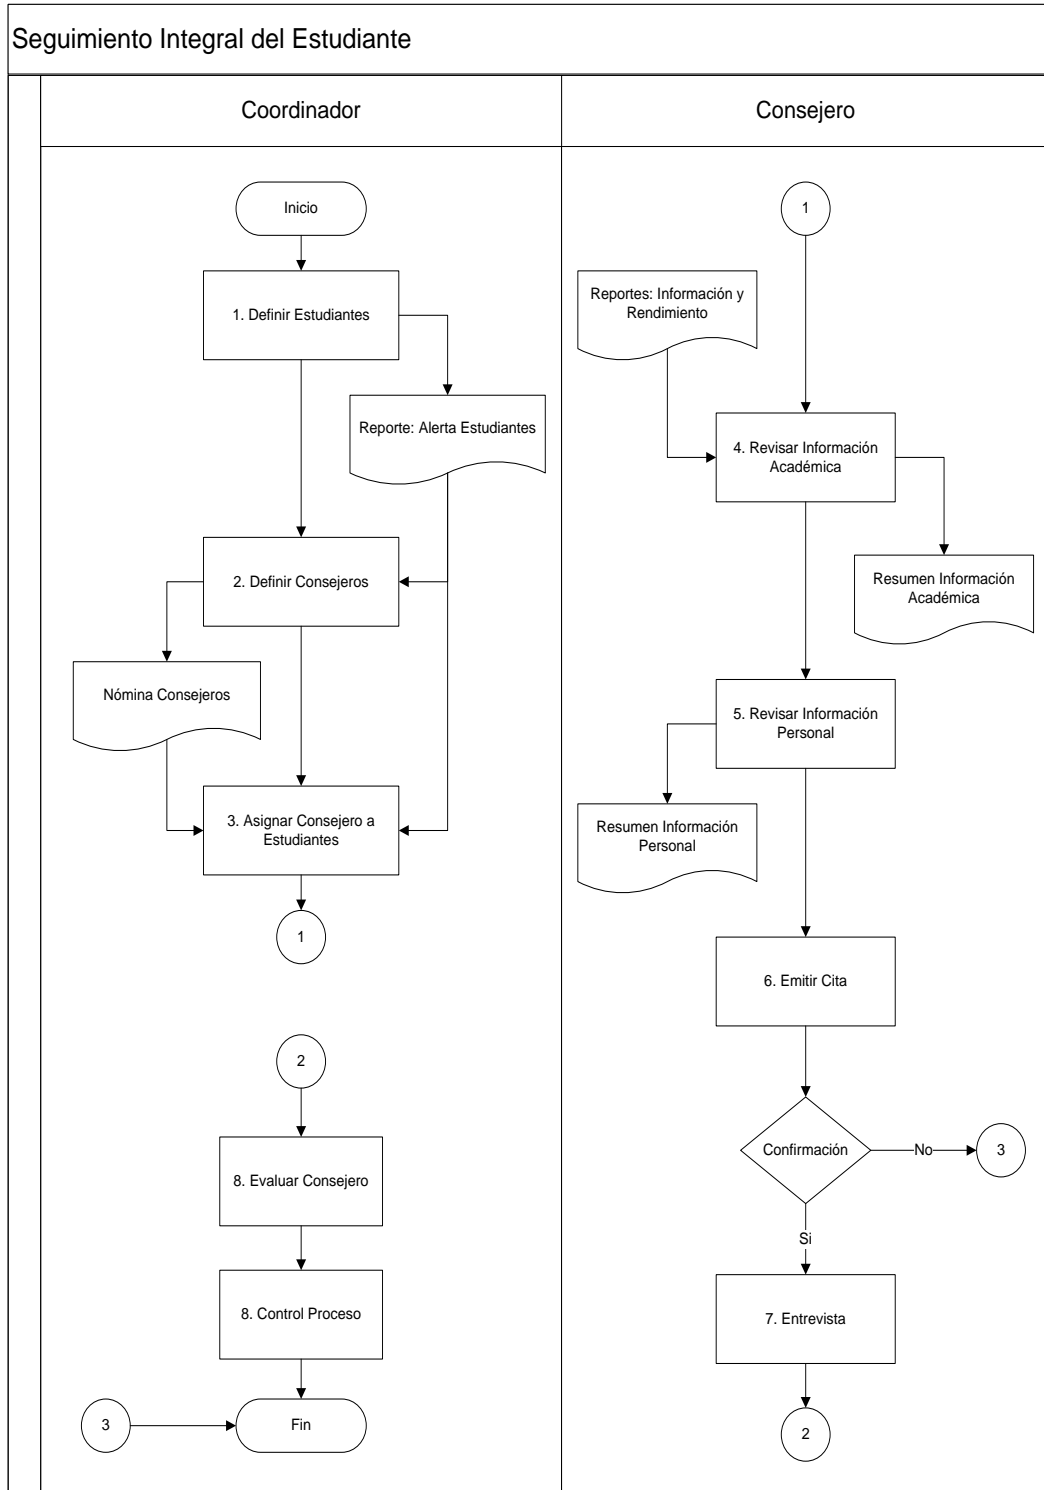 Seguimiento Integral del Estudiante
Coordinador
Inicio
1. Definir Estudiantes
Reporte: Alerta Estudiantes
2. Definir Consejeros
Nómina Consejeros
3. Asignar Consejero a
Estudiantes
1
2
8. Evaluar Consejero
8. Control Proceso
3
Fin
Consejero
1
Reportes: Información y
Rendimiento
4. Revisar Información
Académica
Resumen Información
Académica
5. Revisar Información
Personal
Resumen Información
Personal
6. Emitir Cita
Confirmación
No
3
Si
7. Entrevista
2